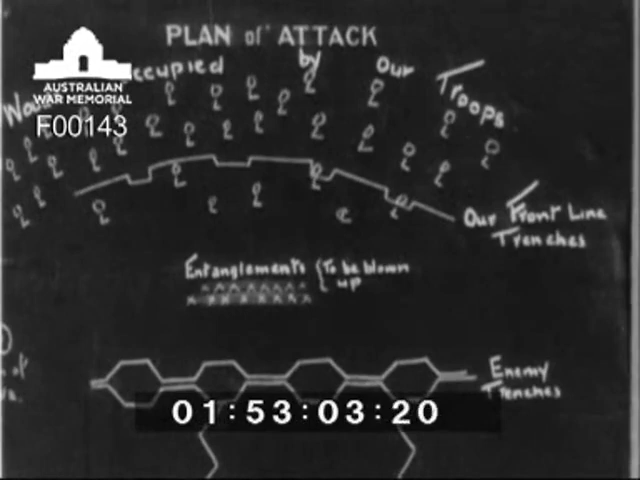 PLAN of ATTACK
AUSTRALIAN
WAR MEMORIAL
F00143
by Our Troops
Our Front Line
Trenches
Entanglements (To be blown
up
Enemy
Trenches
of
01:53:03:20